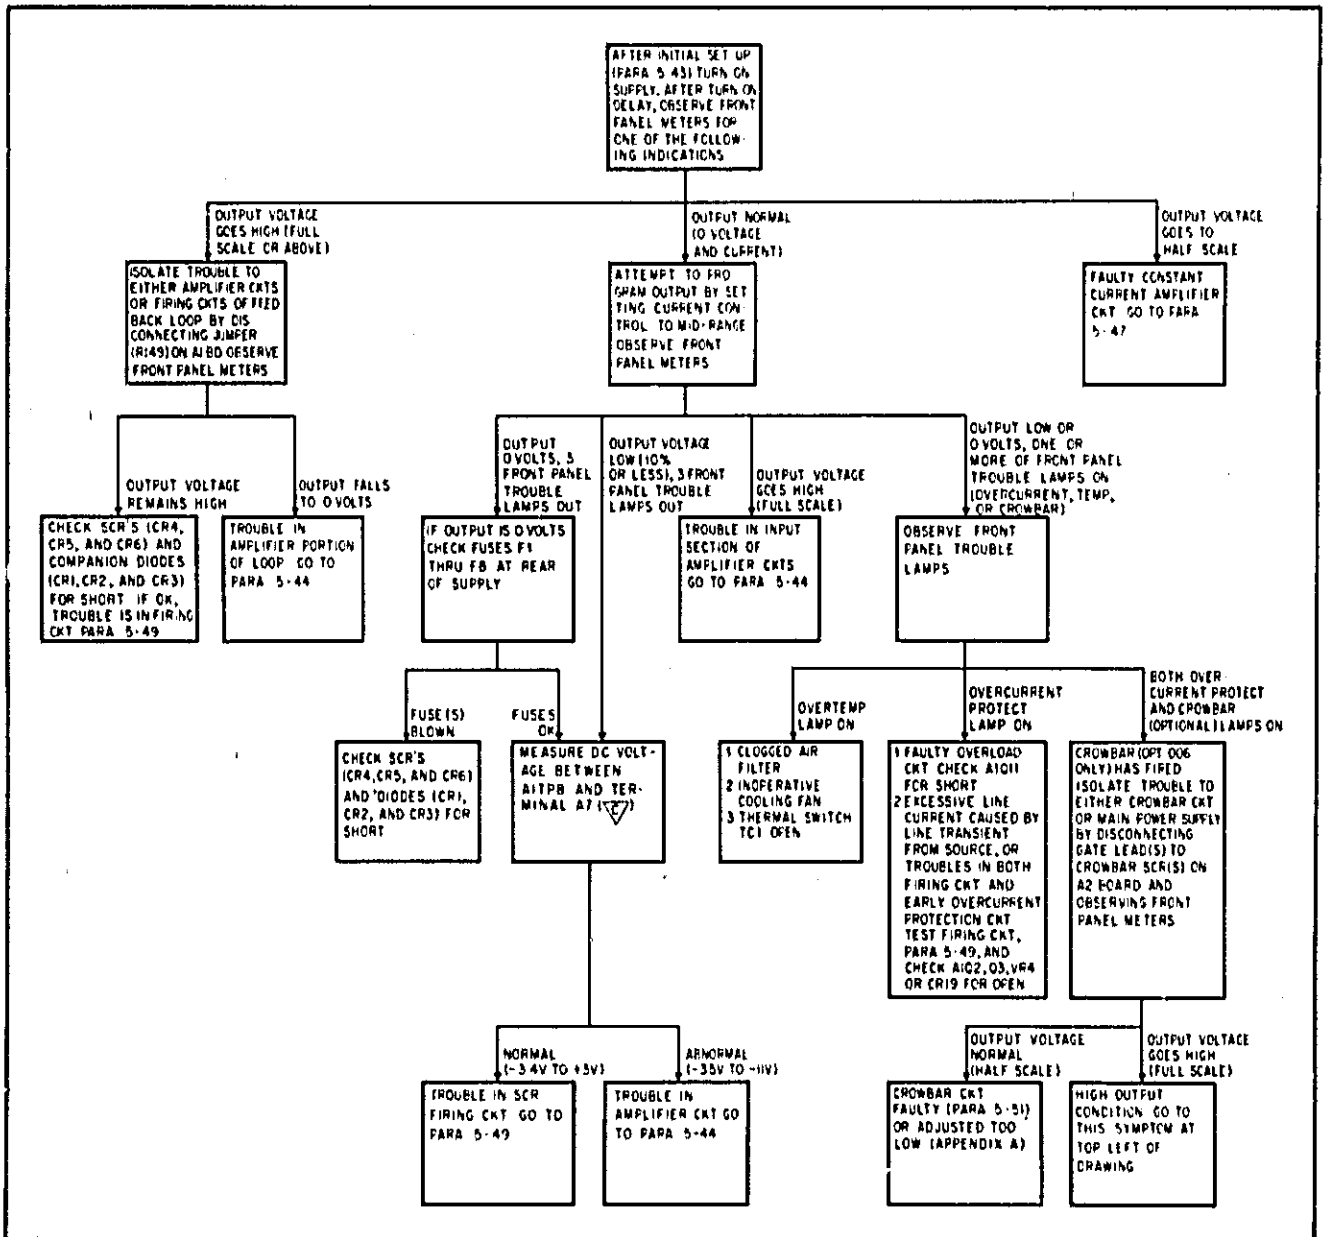 AFTER INITIAL SET UP
(PARA 5-45) TURN ON
SUPPLY. AFTER TURN ON
DELAY, OBSERVE FRONT
PANEL METERS FOR
ONE OF THE FOLLOW-
ING INDICATIONS
OUTPUT VOLTAGE
GOES HIGH (FULL
SCALE OR ABOVE)
OUTPUT NORMAL
(O VOLTAGE
AND CURRENT)
OUTPUT VOLTAGE
GOES TO
HALF SCALE
ISOLATE TROUBLE TO
EITHER AMPLIFIER CKTS
OR FIRING CKTS OF FEED
BACK LOOP BY DIS
CONNECTING JUMPER
(R149) ON A1 BD OBSERVE
FRONT PANEL METERS
ATTEMPT TO PRO
GRAM OUTPUT BY SET
TING CURRENT CON
TROL TO MID-RANGE
OBSERVE FRONT
PANEL METERS
FAULTY CONSTANT
CURRENT AMPLIFIER
CKT GO TO PARA
5-47
OUTPUT VOLTAGE
REMAINS HIGH
OUTPUT FALLS
TO 0 VOLTS
OUTPUT
0 VOLTS, 3
FRONT PANEL
TROUBLE
LAMPS OUT
OUTPUT VOLTAGE
LOW (10%
OR LESS), 3 FRONT
PANEL TROUBLE
LAMPS OUT
OUTPUT VOLTAGE
GOES HIGH
(FULL SCALE)
OUTPUT LOW OR
0 VOLTS, ONE OR
MORE OF FRONT PANEL
TROUBLE LAMPS ON
(OVERCURRENT, TEMP,
OR CROWBAR)
CHECK SCR'S (CR4,
CR5, AND CR6) AND
COMPANION DIODES
(CR1, CR2, AND CR3)
FOR SHORT IF OK,
TROUBLE IS IN FIRING
CKT PARA 5-49
TROUBLE IN
AMPLIFIER PORTION
OF LOOP GO TO
PARA 5-44
IF OUTPUT IS 0 VOLTS
CHECK FUSES F1
THRU F8 AT REAR
OF SUPPLY
TROUBLE IN INPUT
SECTION OF
AMPLIFIER CKTS
GO TO PARA 5-44
OBSERVE FRONT
PANEL TROUBLE
LAMPS
FUSE(S)
BLOWN
FUSES
OK
OVERTEMP
LAMP ON
OVERCURRENT
PROTECT
LAMP ON
BOTH OVER-
CURRENT PROTECT
AND CROWBAR
(OPTIONAL) LAMPS ON
CHECK SCR'S
(CR4, CR5, AND CR6)
AND DIODES (CR1,
CR2, AND CR3) FOR
SHORT
MEASURE DC VOLT-
AGE BETWEEN
A1TP8 AND TER-
MINAL A7
1 CLOGGED AIR
FILTER
2 INOPERATIVE
COOLING FAN
3 THERMAL SWITCH
TC1 OPEN
1 FAULTY OVERLOAD
CKT CHECK A1Q11
FOR SHORT
2 EXCESSIVE LINE
CURRENT CAUSED BY
LINE TRANSIENT
FROM SOURCE, OR
TROUBLES IN BOTH
FIRING CKT AND
EARLY OVERCURRENT
PROTECTION CKT
TEST FIRING CKT,
PARA 5-49, AND
CHECK A1Q2, Q3, VR4
OR CR19 FOR OPEN
CROWBAR (OPT 006
ONLY) HAS FIRED
ISOLATE TROUBLE TO
EITHER CROWBAR CKT
OR MAIN POWER SUPPLY
BY DISCONNECTING
GATE LEAD(S) TO
CROWBAR SCR(S) ON
A2 BOARD AND
OBSERVING FRONT
PANEL METERS
NORMAL
(-3.4V TO +3V)
ABNORMAL
(-3.5V TO -11V)
OUTPUT VOLTAGE
NORMAL
(HALF SCALE)
OUTPUT VOLTAGE
GOES HIGH
(FULL SCALE)
TROUBLE IN SCR
FIRING CKT GO TO
PARA 5-49
TROUBLE IN
AMPLIFIER CKT GO
TO PARA 5-44
CROWBAR CKT
FAULTY (PARA 5-51)
OR ADJUSTED TOO
LOW (APPENDIX A)
HIGH OUTPUT
CONDITION GO TO
THIS SYMPTOM AT
TOP LEFT OF
DRAWING